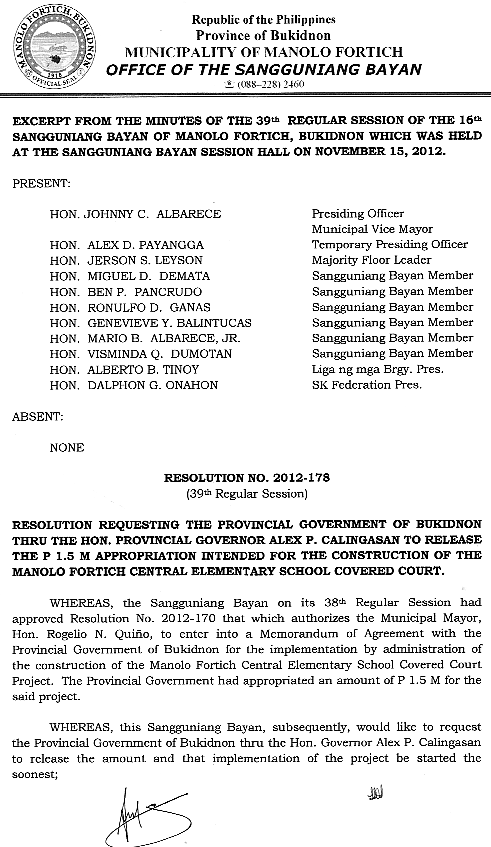 MANOLO FORTICH, BUKIDNON
1918
OFFICIAL SEAL
Republic of the Philippines
Province of Bukidnon
MUNICIPALITY OF MANOLO FORTICH
OFFICE OF THE SANGGUNIANG BAYAN
☏ (088–228) 2460
EXCERPT FROM THE MINUTES OF THE 39th REGULAR SESSION OF THE 16th
SANGGUNIANG BAYAN OF MANOLO FORTICH, BUKIDNON WHICH WAS HELD
AT THE SANGGUNIANG BAYAN SESSION HALL ON NOVEMBER 15, 2012.
PRESENT:
HON. JOHNNY C. ALBARECE Presiding Officer
Municipal Vice Mayor
HON. ALEX D. PAYANGGA Temporary Presiding Officer
HON. JERSON S. LEYSON Majority Floor Leader
HON. MIGUEL D. DEMATA Sangguniang Bayan Member
HON. BEN P. PANCRUDO Sangguniang Bayan Member
HON. RONULFO D. GANAS Sangguniang Bayan Member
HON. GENEVIEVE Y. BALINTUCAS Sangguniang Bayan Member
HON. MARIO B. ALBARECE, JR. Sangguniang Bayan Member
HON. VISMINDA Q. DUMOTAN Sangguniang Bayan Member
HON. ALBERTO B. TINOY Liga ng mga Brgy. Pres.
HON. DALPHON G. ONAHON SK Federation Pres.
ABSENT:
NONE
RESOLUTION NO. 2012-178
(39th Regular Session)
RESOLUTION REQUESTING THE PROVINCIAL GOVERNMENT OF BUKIDNON
THRU THE HON. PROVINCIAL GOVERNOR ALEX P. CALINGASAN TO RELEASE
THE P 1.5 M APPROPRIATION INTENDED FOR THE CONSTRUCTION OF THE
MANOLO FORTICH CENTRAL ELEMENTARY SCHOOL COVERED COURT.
WHEREAS, the Sangguniang Bayan on its 38th Regular Session had
approved Resolution No. 2012-170 that which authorizes the Municipal Mayor,
Hon. Rogelio N. Quiño, to enter into a Memorandum of Agreement with the
Provincial Government of Bukidnon for the implementation by administration of
the construction of the Manolo Fortich Central Elementary School Covered Court
Project. The Provincial Government had appropriated an amount of P 1.5 M for the
said project.
WHEREAS, this Sangguniang Bayan, subsequently, would like to request
the Provincial Government of Bukidnon thru the Hon. Governor Alex P. Calingasan
to release the amount and that implementation of the project be started the
soonest;